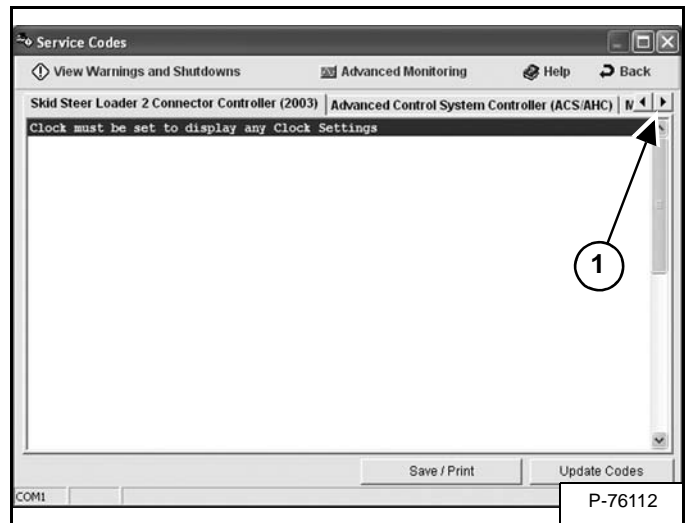 Service Codes
View Warnings and Shutdowns Advanced Monitoring Help Back
Skid Steer Loader 2 Connector Controller (2003) Advanced Control System Controller (ACS/AHC)
Clock must be set to display any Clock Settings
1
Save / Print Update Codes
COM1
P-76112